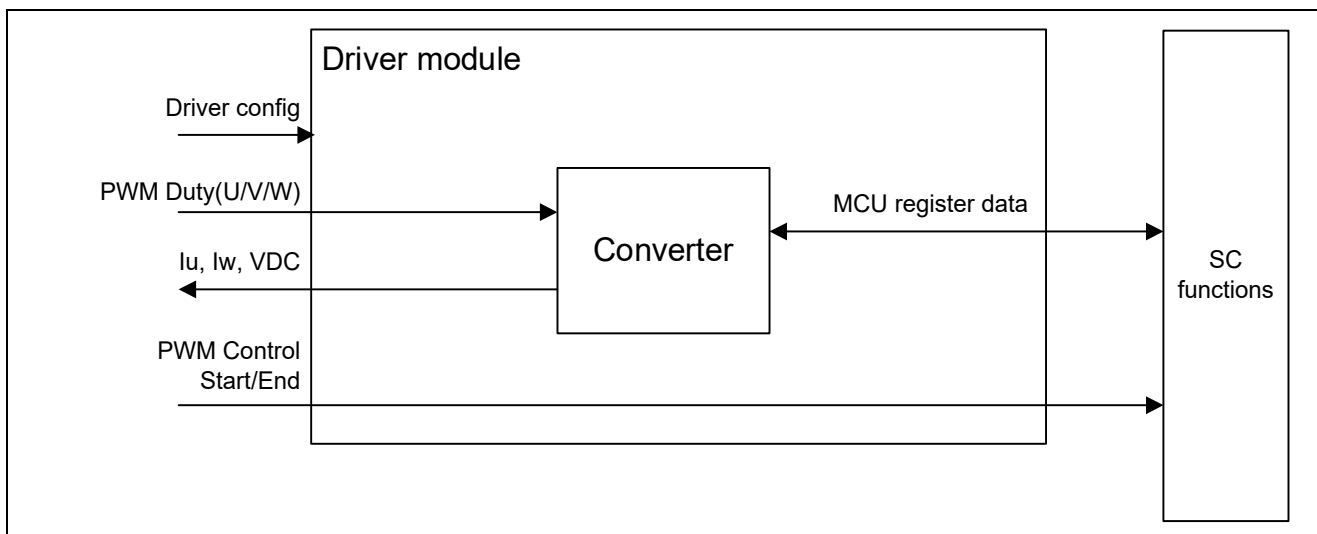 Driver module
Driver config
PWM Duty(U/V/W)
MCU register data
Converter
Iu, Iw, VDC
SC
functions
PWM Control
Start/End